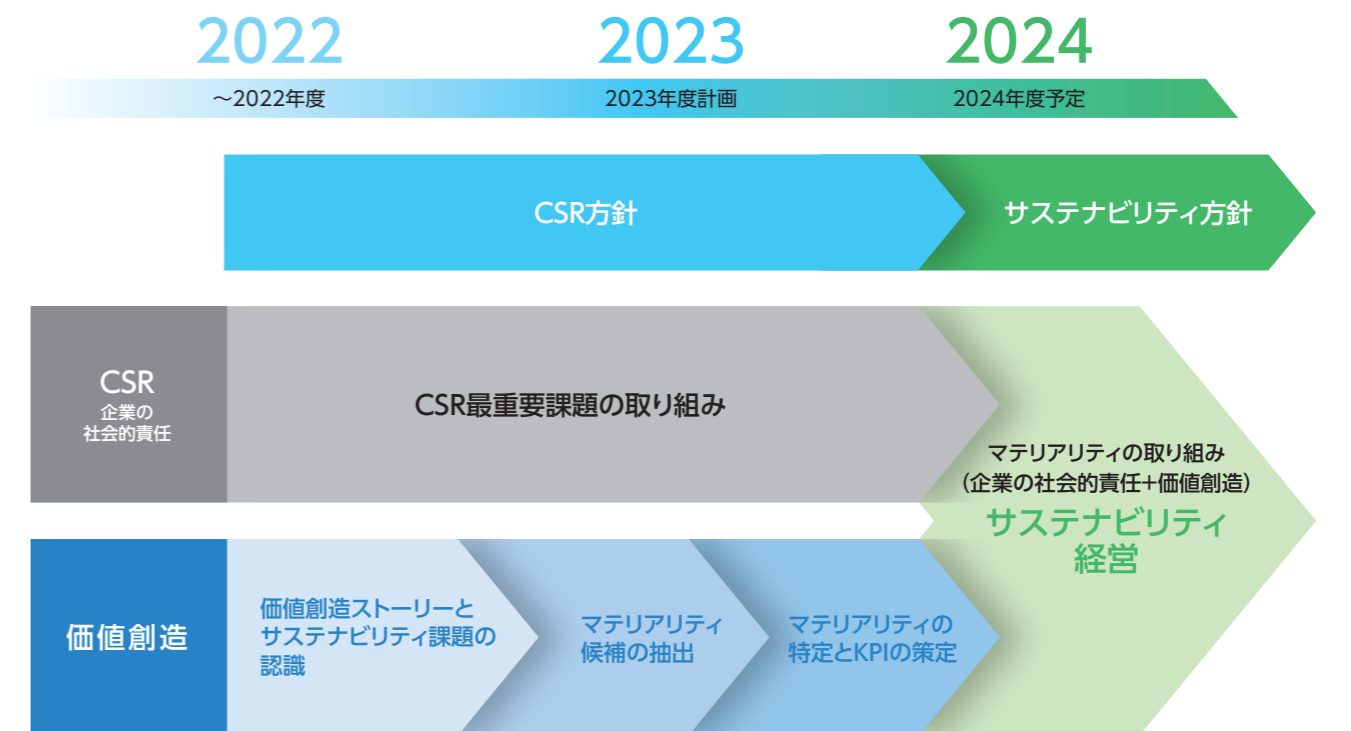 2022
2023
2024
～2022年度
2023年度計画
2024年度予定
CSR方針
サステナビリティ方針
CSR
企業の
社会的責任
CSR最重要課題の取り組み
マテリアリティの取り組み
（企業の社会的責任+価値創造）
サステナビリティ
経営
価値創造
価値創造ストーリーと
サステナビリティ課題の
認識
マテリアリティ
候補の抽出
マテリアリティの
特定とKPIの策定